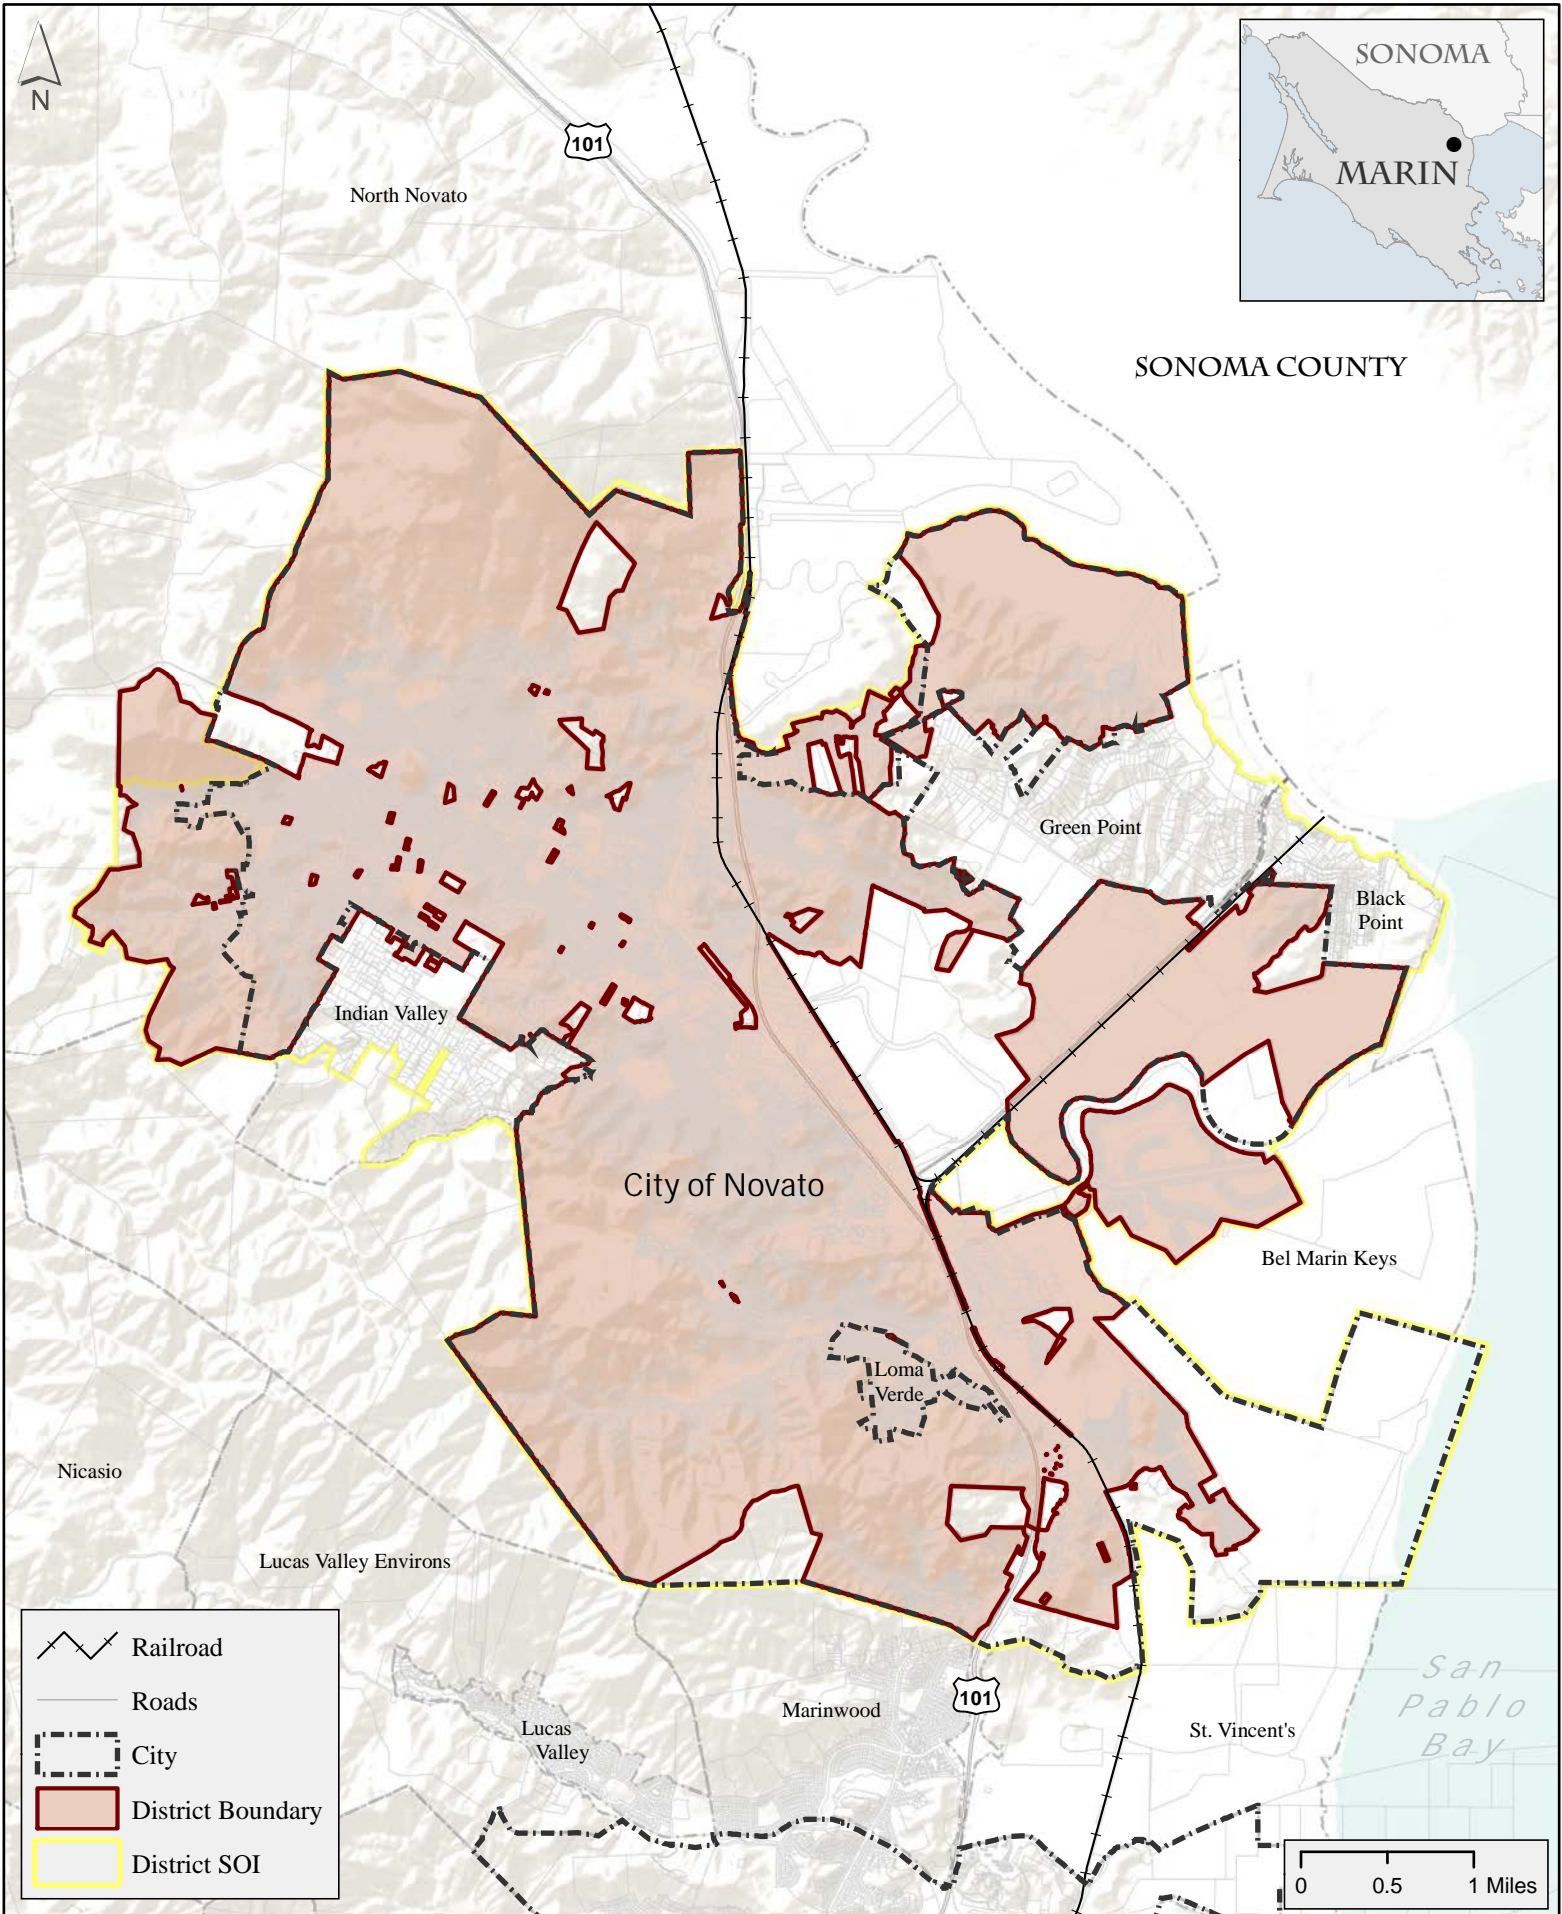 N
101
North Novato
SONOMA
MARIN
SONOMA COUNTY
Green Point
Black
Point
Indian Valley
City of Novato
Bel Marin Keys
Loma
Verde
Nicasio
Lucas Valley Environs
Marinwood
101
Lucas
Valley
St. Vincent's
San
Pablo
Bay
Railroad
Roads
City
District Boundary
District SOI
0 0.5 1 Miles